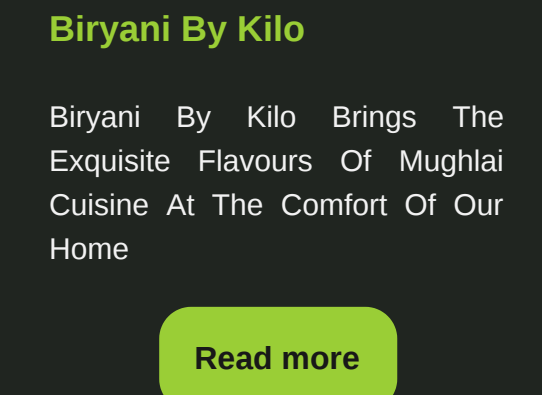 Biryani By Kilo
Biryani By Kilo Brings The
Exquisite Flavours Of Mughlai
Cuisine At The Comfort Of Our
Home
Read more